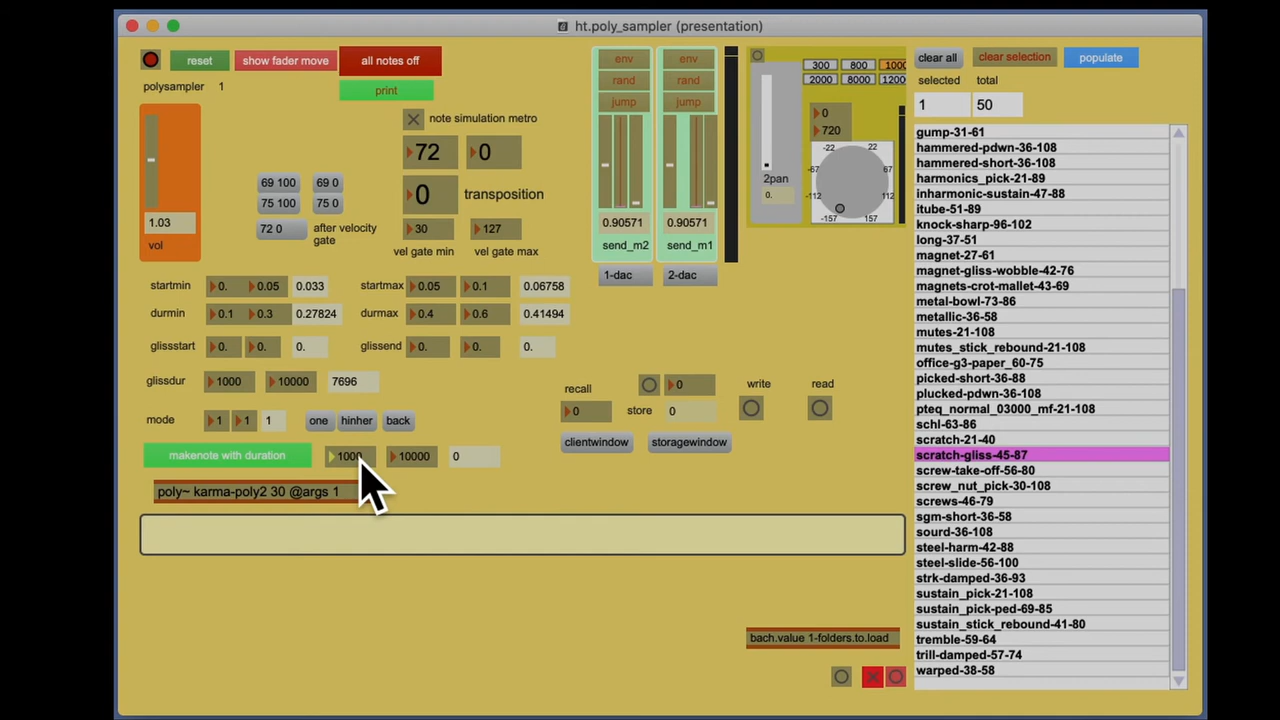 ht.poly_sampler (presentation)
reset
show fader move
all notes off
print
polysampler 1
note simulation metro
72
0
69 100
69 0
75 100
75 0
72 0
after velocity
gate
0
transposition
30
127
vel gate min
vel gate max
1.03
vol
env
env
rand
rand
jump
jump
0.90571
0.90571
send_m2
send_m1
1-dac
2-dac
300
800
1000
2000
8000
1200
0
720
2pan
0.
-22
22
-67
67
-112
112
-157
157
startmin
0.
0.05
0.033
startmax
0.05
0.1
0.06758
durmin
0.1
0.3
0.27824
durmax
0.4
0.6
0.41494
glissstart
0.
0.
0.
glissend
0.
0.
0.
glissdur
1000
10000
7696
mode
1
1
1
one
hinher
back
makenote with duration
1000
10000
0
poly~ karma-poly2 30 @args 1
recall
0
0
store
0
write
read
clientwindow
storagewindow
bach.value 1-folders.to.load
clear all
clear selection
populate
selected
total
1
50
gump-31-61
hammered-pdwn-36-108
hammered-short-36-108
harmonics_pick-21-89
inharmonic-sustain-47-88
itube-51-89
knock-sharp-96-102
long-37-51
magnet-27-61
magnet-gliss-wobble-42-76
magnets-crot-mallet-43-69
metal-bowl-73-86
metallic-36-58
mutes-21-108
mutes_stick_rebound-21-108
office-g3-paper_60-75
picked-short-36-88
plucked-pdwn-36-108
pteq_normal_03000_mf-21-108
schl-63-86
scratch-21-40
scratch-gliss-45-87
screw-take-off-56-80
screw_nut_pick-30-108
screws-46-79
sgm-short-36-58
sourd-36-108
steel-harm-42-88
steel-slide-56-100
strk-damped-36-93
sustain_pick-21-108
sustain_pick-ped-69-85
sustain_stick_rebound-41-80
tremble-59-64
trill-damped-57-74
warped-38-58